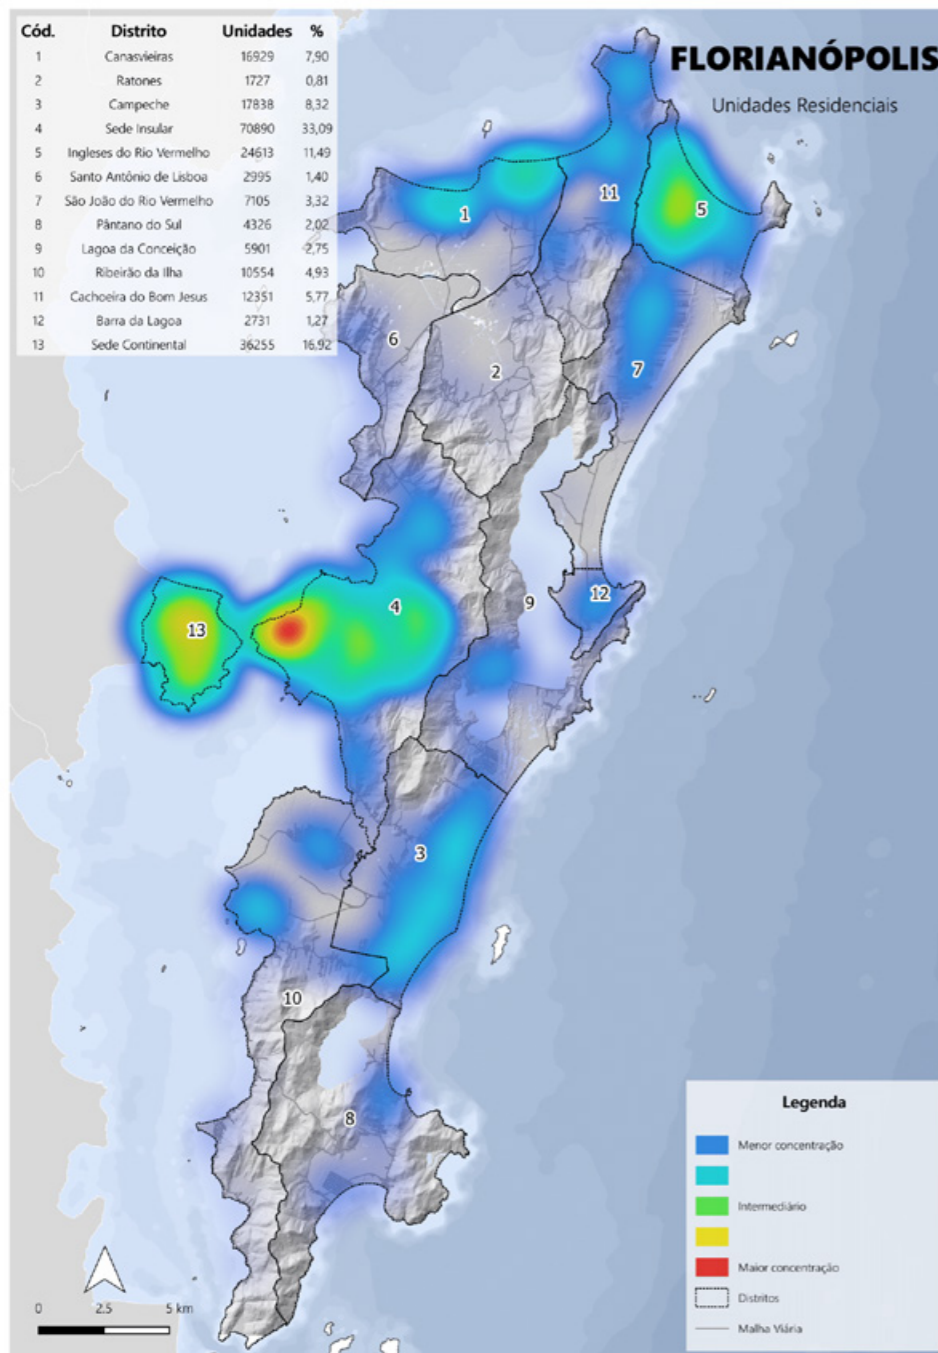 FLORIANÓPOLIS
Unidades Residenciais
Cód. Distrito Unidades %
1 Canasvieiras 16929 7,90
2 Ratones 1727 0,81
3 Campeche 17838 8,32
4 Sede Insular 70890 33,09
5 Ingleses do Rio Vermelho 24613 11,49
6 Santo Antônio de Lisboa 2995 1,40
7 São João do Rio Vermelho 7105 3,32
8 Pântano do Sul 4326 2,02
9 Lagoa da Conceição 5901 2,75
10 Ribeirão da Ilha 10554 4,93
11 Cachoeira do Bom Jesus 12351 5,77
12 Barra da Lagoa 2731 1,27
13 Sede Continental 36255 16,92
11
5
1
6
2
7
12
9
4
13
3
10
8
Legenda
Menor concentração
Intermediário
Maior concentração
Distritos
Malha Viária
0 2.5 5 km